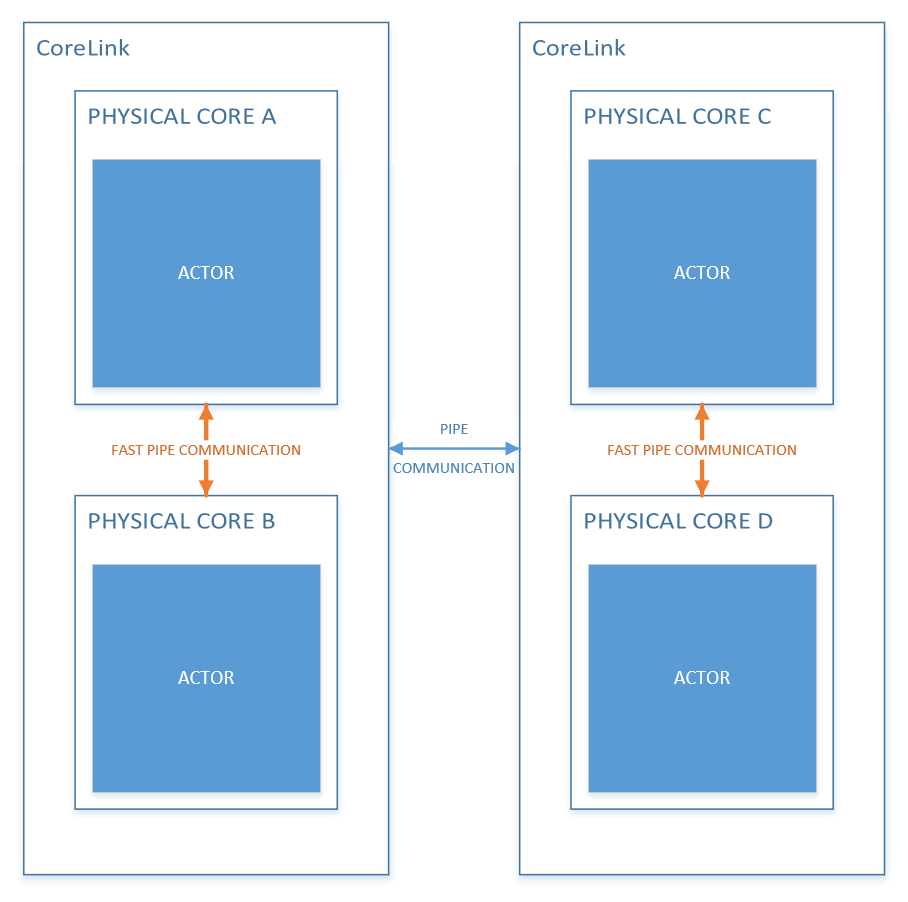 CoreLink
PHYSICAL CORE A
ACTOR
FAST PIPE COMMUNICATION
PHYSICAL CORE B
ACTOR
PIPE
COMMUNICATION
CoreLink
PHYSICAL CORE C
ACTOR
FAST PIPE COMMUNICATION
PHYSICAL CORE D
ACTOR